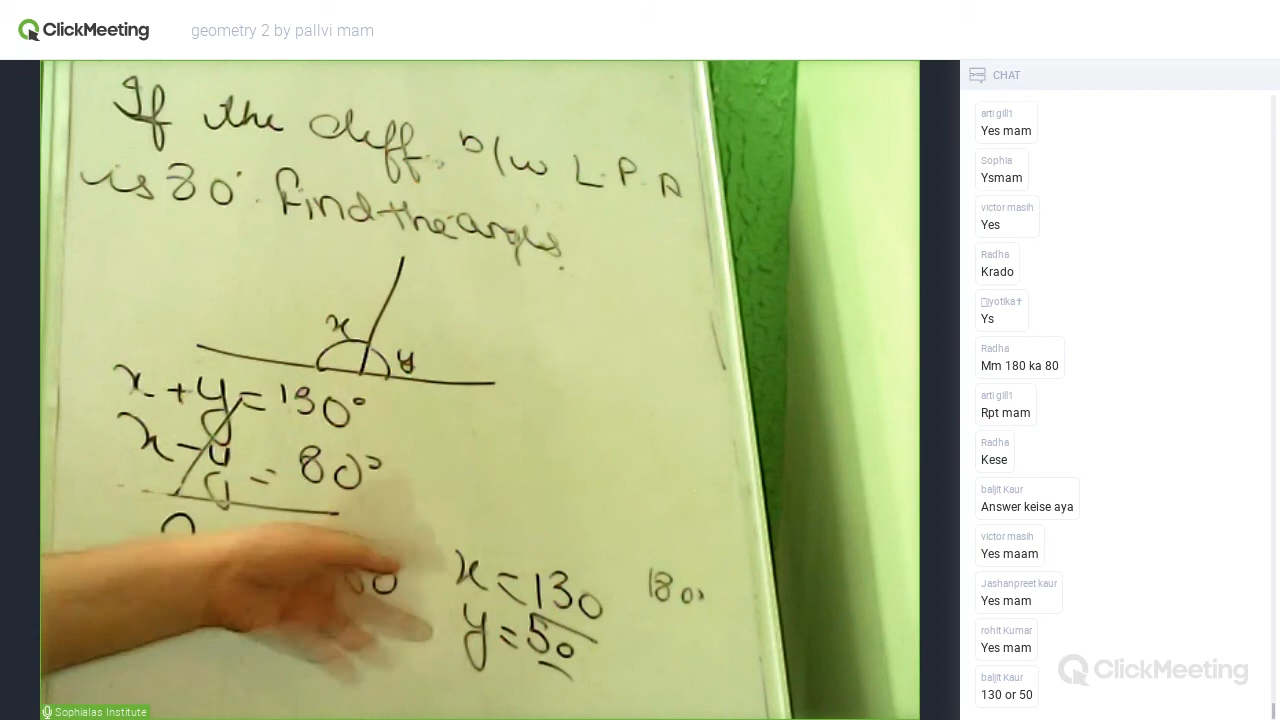 ClickMeeting
geometry 2 by pallvi mam
If the diff. b/w L.P.A
is 80°. Find the angles.
x
y
x + y = 180°
x - y = 80°
x = 130
180°
y = 50
Sophialas Institute
CHAT
arti gill1
Yes mam
Sophia
Ysmam
victor masih
Yes
Radha
Krado
jyotika✝
Ys
Radha
Mm 180 ka 80
arti gill1
Rpt mam
Radha
Kese
baljit Kaur
Answer keise aya
victor masih
Yes maam
Jashanpreet kaur
Yes mam
rohit Kumar
Yes mam
baljit Kaur
130 or 50
ClickMeeting